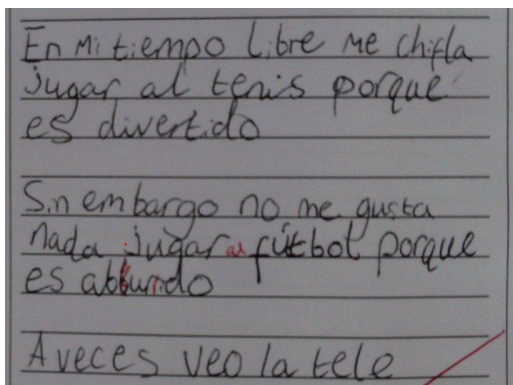 En mi tiempo libre me chifla
jugar al tenis porque
es divertido
Sin embargo no me gusta
nada jugar al fútbol porque
es aburrido
A veces veo la tele